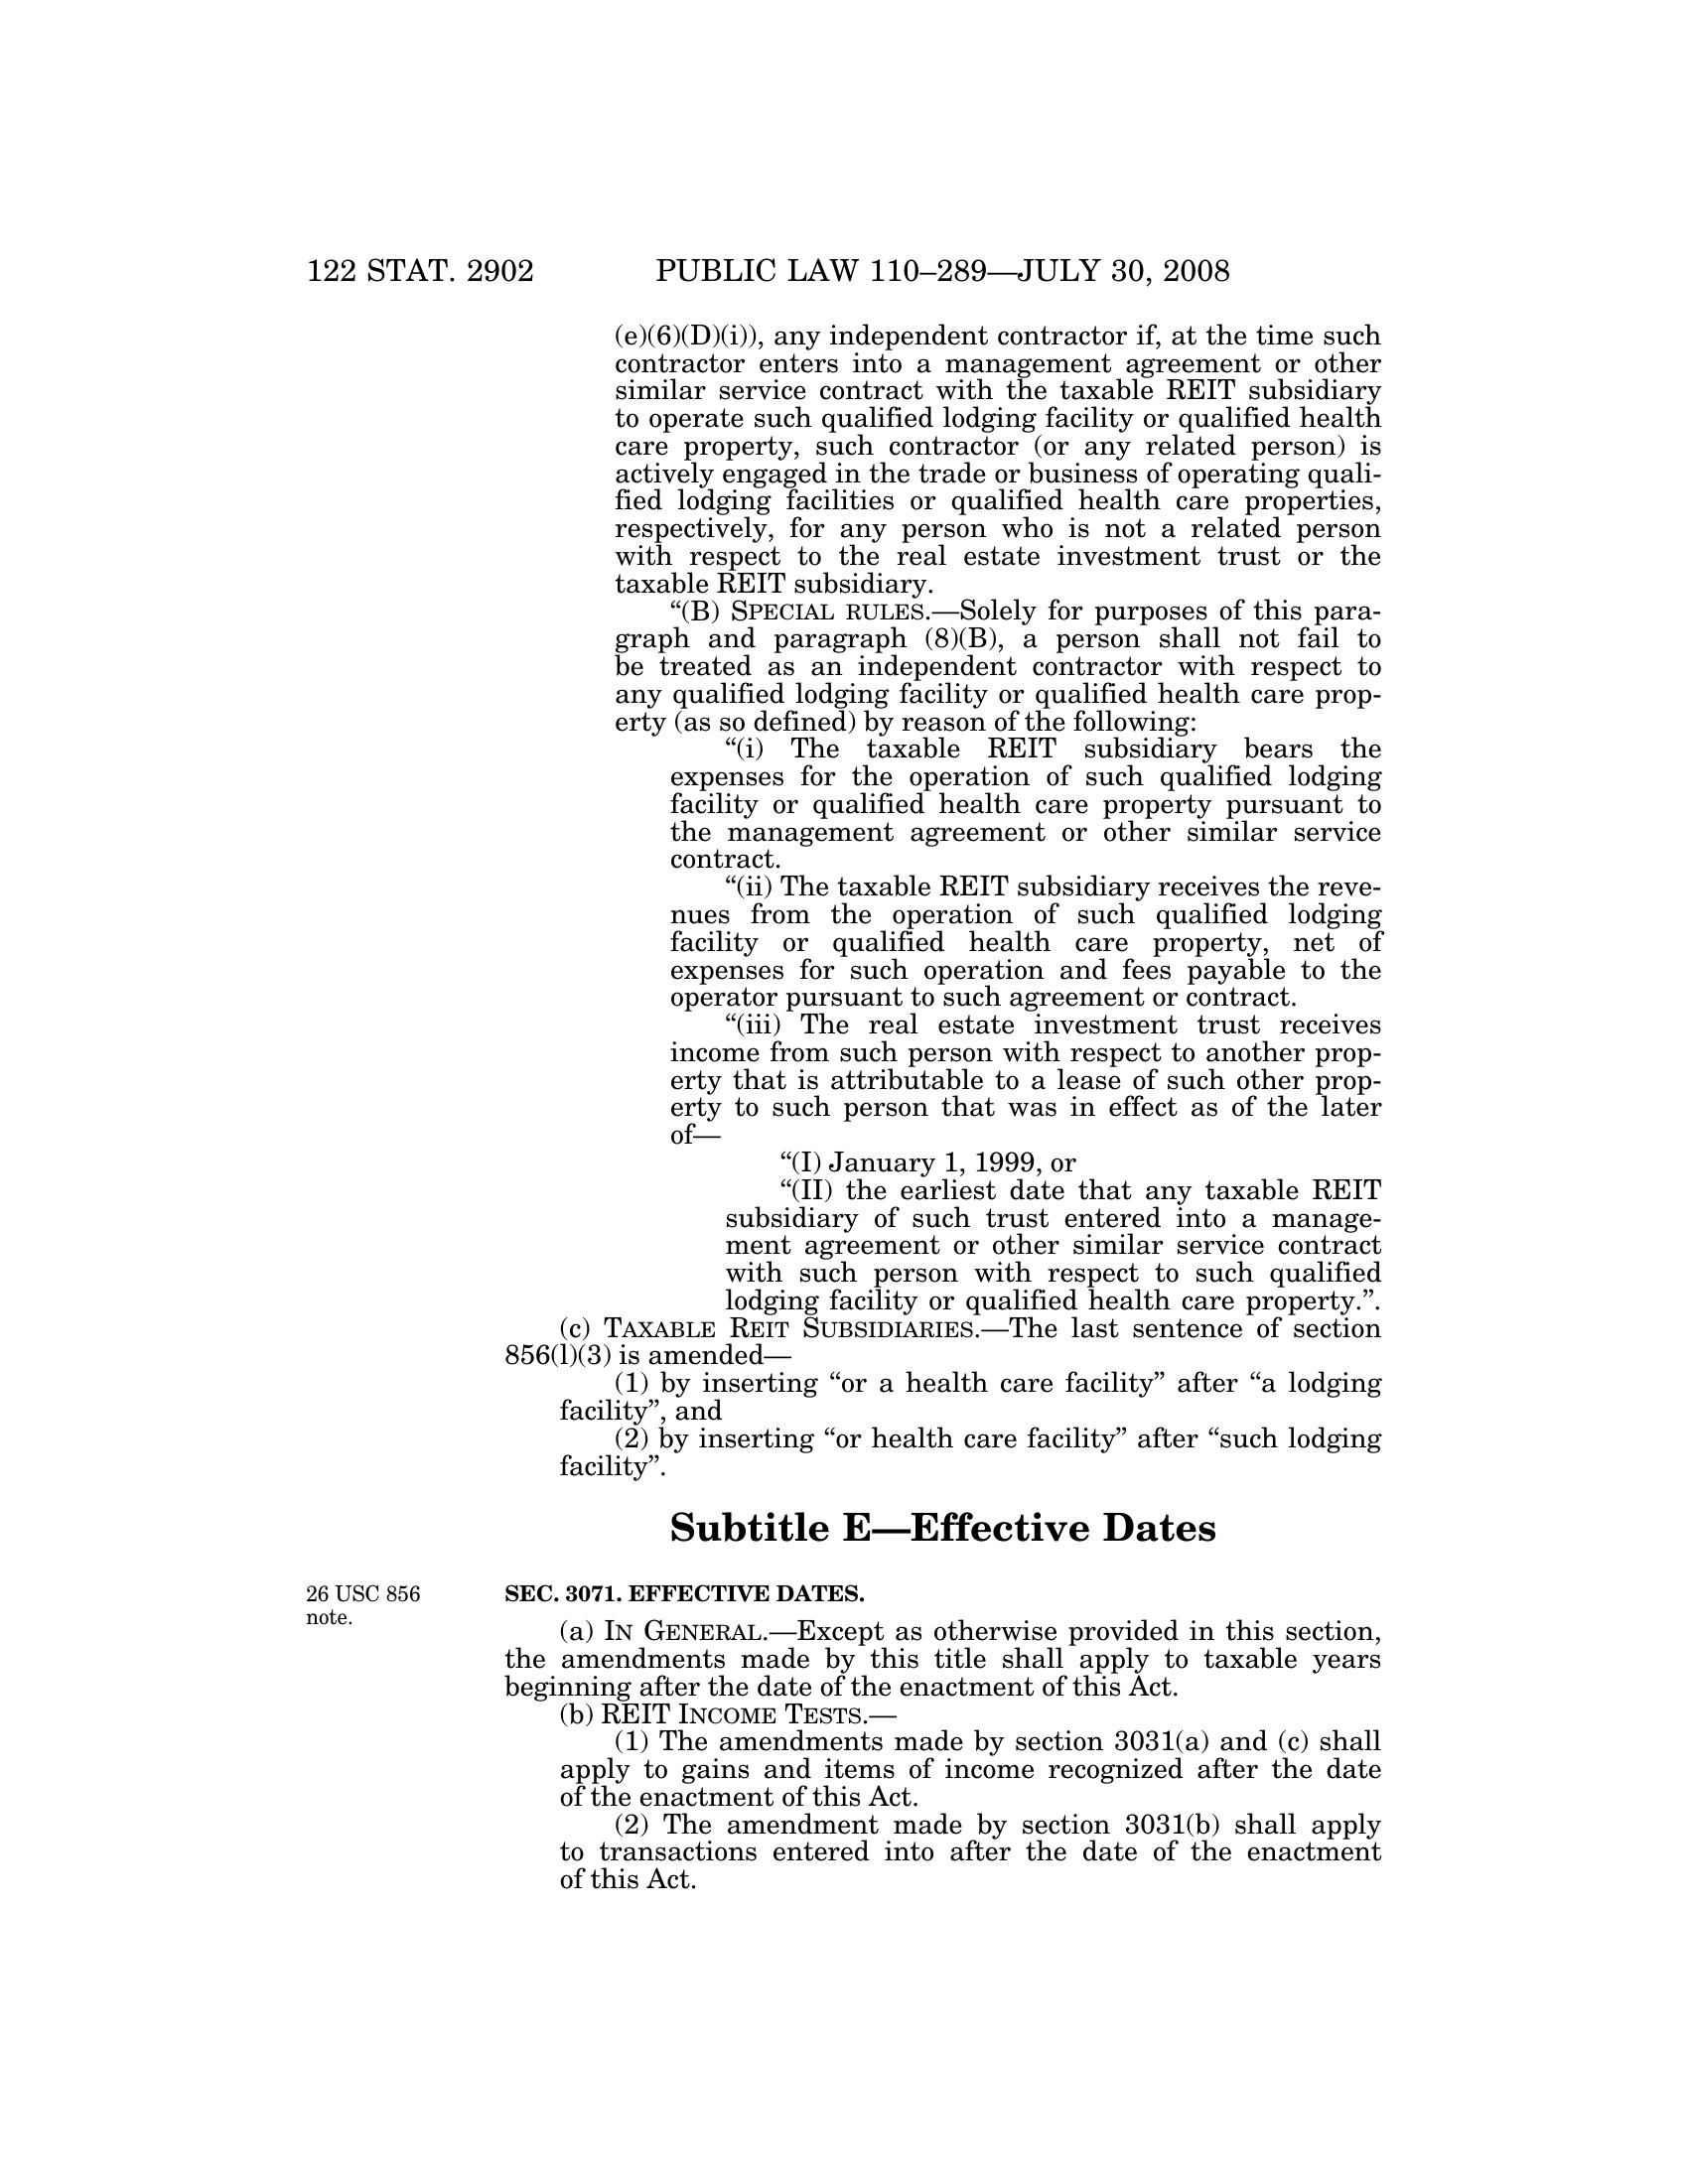 122 STAT. 2902 PUBLIC LAW 110–289—JULY 30, 2008
(e)(6)(D)(i)), any independent contractor if, at the time such
contractor enters into a management agreement or other
similar service contract with the taxable REIT subsidiary
to operate such qualified lodging facility or qualified health
care property, such contractor (or any related person) is
actively engaged in the trade or business of operating quali-
fied lodging facilities or qualified health care properties,
respectively, for any person who is not a related person
with respect to the real estate investment trust or the
taxable REIT subsidiary.
“(B) SPECIAL RULES.—Solely for purposes of this para-
graph and paragraph (8)(B), a person shall not fail to
be treated as an independent contractor with respect to
any qualified lodging facility or qualified health care prop-
erty (as so defined) by reason of the following:
“(i) The taxable REIT subsidiary bears the
expenses for the operation of such qualified lodging
facility or qualified health care property pursuant to
the management agreement or other similar service
contract.
“(ii) The taxable REIT subsidiary receives the reve-
nues from the operation of such qualified lodging
facility or qualified health care property, net of
expenses for such operation and fees payable to the
operator pursuant to such agreement or contract.
“(iii) The real estate investment trust receives
income from such person with respect to another prop-
erty that is attributable to a lease of such other prop-
erty to such person that was in effect as of the later
of—
“(I) January 1, 1999, or
“(II) the earliest date that any taxable REIT
subsidiary of such trust entered into a manage-
ment agreement or other similar service contract
with such person with respect to such qualified
lodging facility or qualified health care property.”.
(c) TAXABLE REIT SUBSIDIARIES.—The last sentence of section
856(l)(3) is amended—
(1) by inserting “or a health care facility” after “a lodging
facility”, and
(2) by inserting “or health care facility” after “such lodging
facility”.
Subtitle E—Effective Dates
26 USC 856
note.
SEC. 3071. EFFECTIVE DATES.
(a) IN GENERAL.—Except as otherwise provided in this section,
the amendments made by this title shall apply to taxable years
beginning after the date of the enactment of this Act.
(b) REIT INCOME TESTS.—
(1) The amendments made by section 3031(a) and (c) shall
apply to gains and items of income recognized after the date
of the enactment of this Act.
(2) The amendment made by section 3031(b) shall apply
to transactions entered into after the date of the enactment
of this Act.